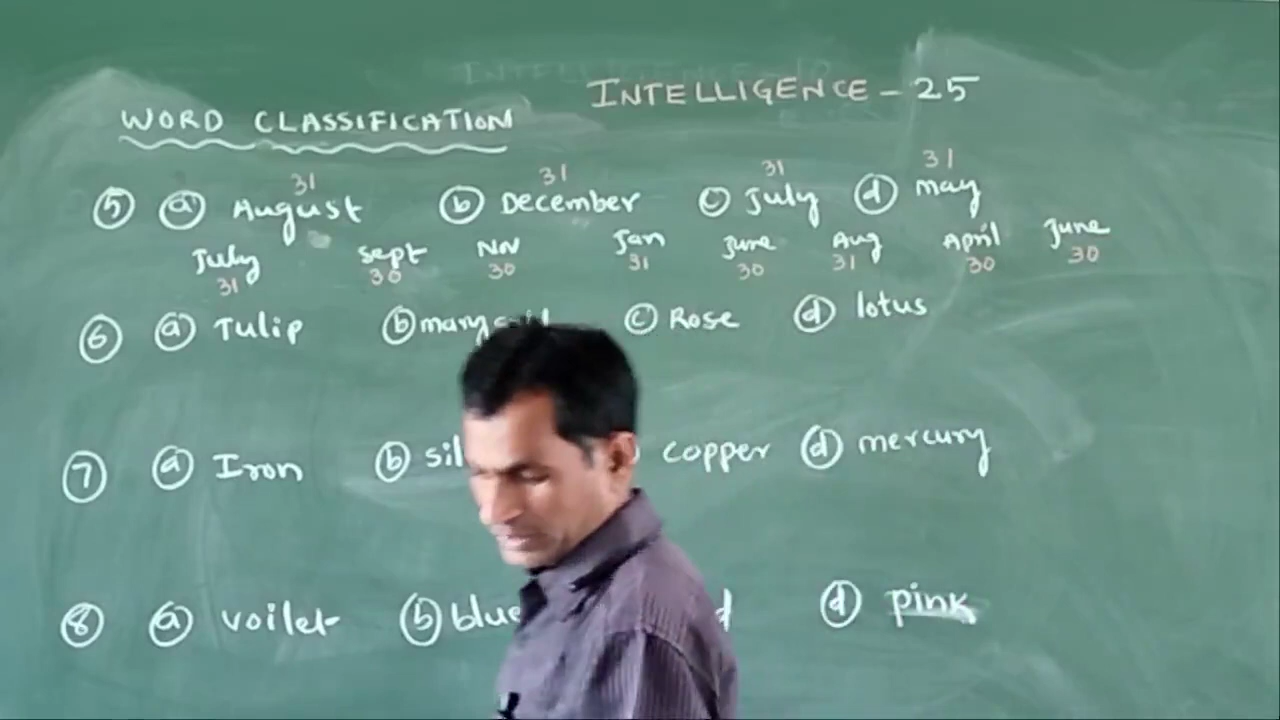 INTELLIGENCE - 25
WORD CLASSIFICATION
31 31 31 31
5 a August b December c July d may
July sept Nov Jan June Aug April June
31 30 30 31 30 31 30 30
6 a Tulip b c Rose d lotus
7 a Iron b copper d mercury
8 a voilet b blue d pink